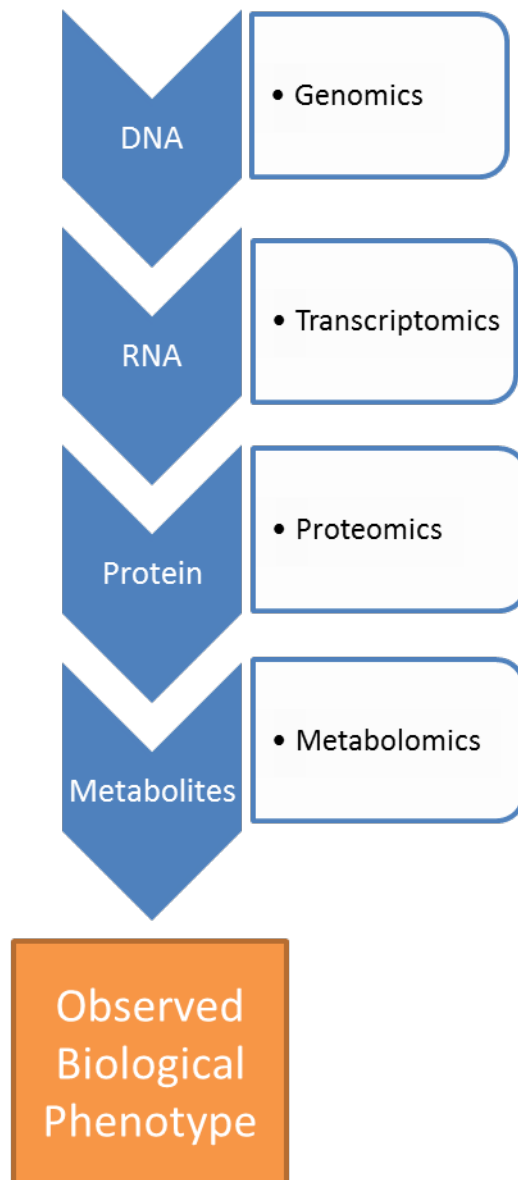 DNA
• Genomics
RNA
• Transcriptomics
Protein
• Proteomics
Metabolites
• Metabolomics
Observed
Biological
Phenotype